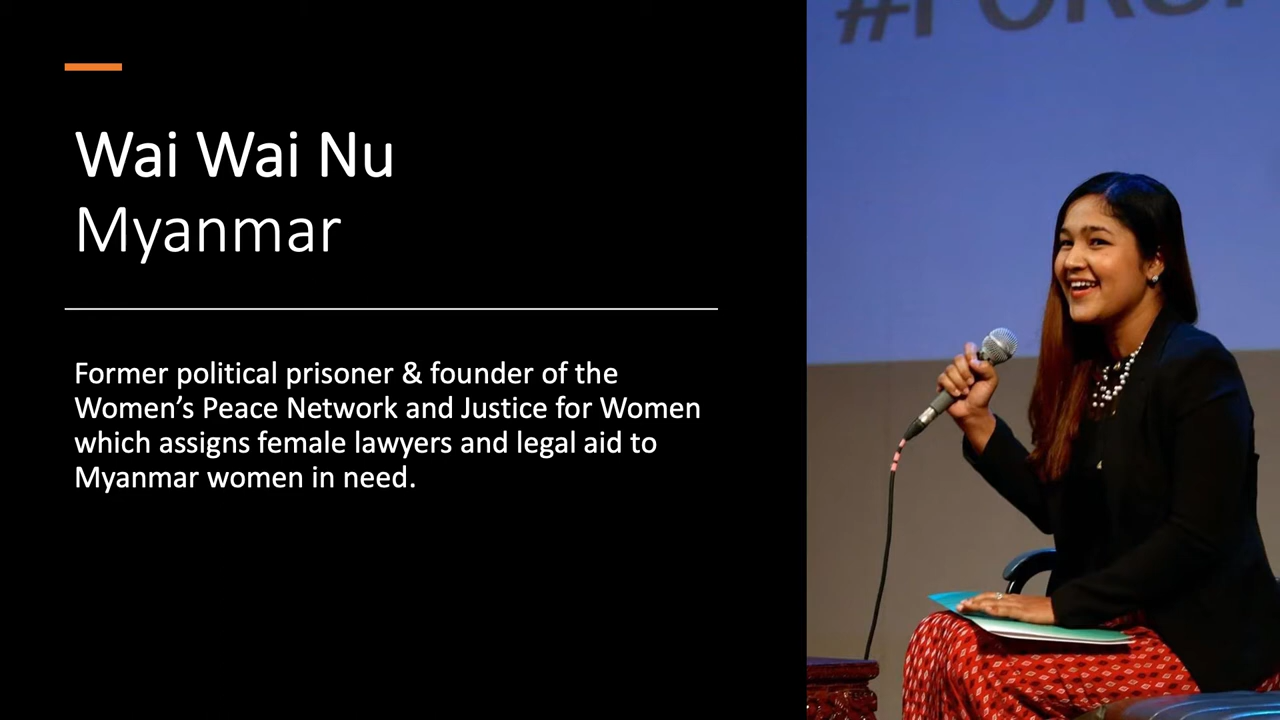 Wai Wai Nu
Myanmar
Former political prisoner & founder of the
Women’s Peace Network and Justice for Women
which assigns female lawyers and legal aid to
Myanmar women in need.